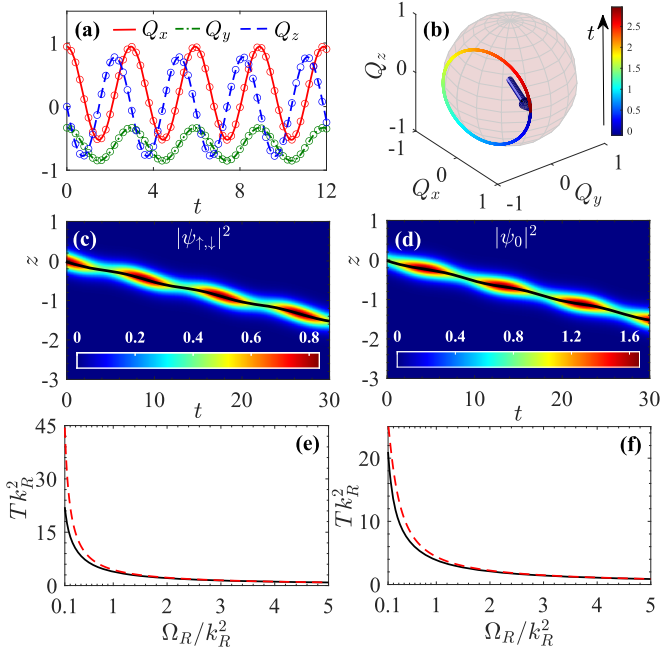 (a) Q_x Q_y Q_z
1
0
-1
0 4 8 12
t
(b)
t
Q_z
1
0
-1
1
0
-1
-1
0
1
Q_x
Q_y
2.5
2
1.5
1
0.5
0
(c) |ψ_{↑,↓}|^2
z
1
0
-1
-2
-3
0 0.2 0.4 0.6 0.8
0 10 20 30
t
(d) |ψ_0|^2
z
1
0
-1
-2
-3
0 0.4 0.8 1.2 1.6
0 10 20 30
t
(e)
Tk_R^2
45
30
15
0
0.1 1 2 3 4 5
Ω_R/k_R^2
(f)
Tk_R^2
20
0
0.1 1 2 3 4 5
Ω_R/k_R^2